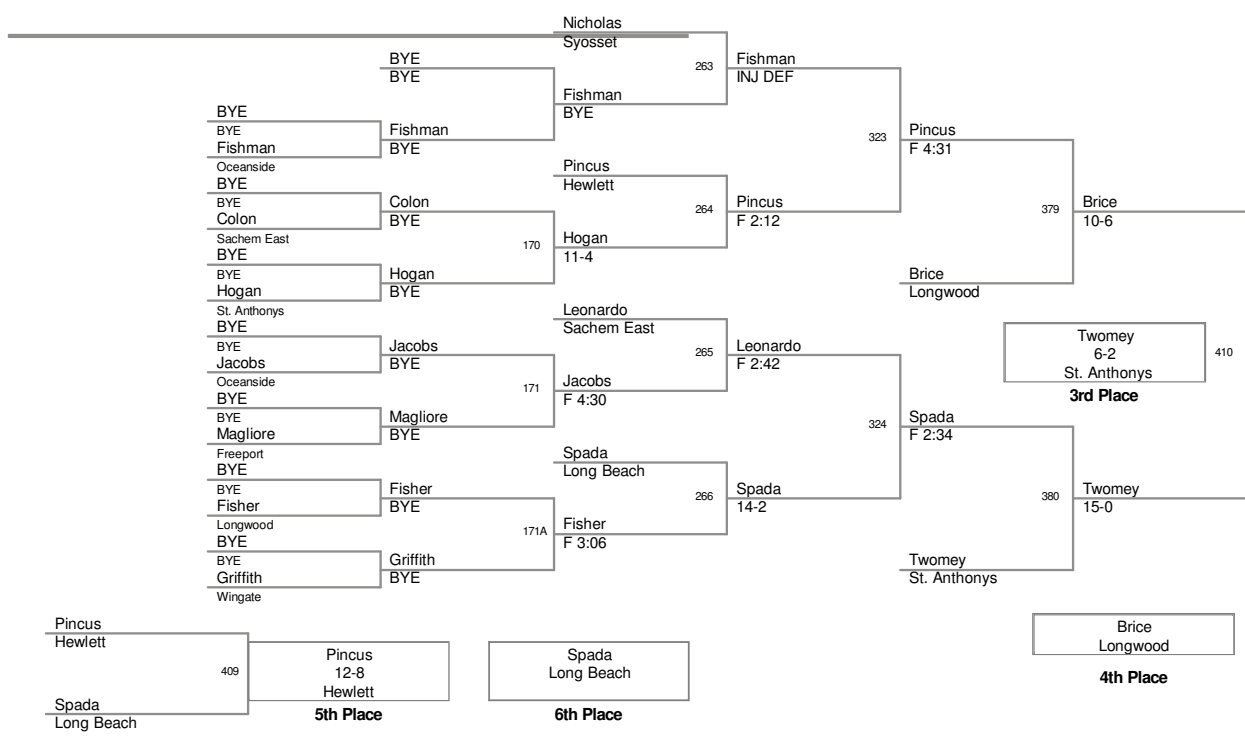 Nicholas
Syosset
263
BYE
BYE
Fishman
INJ DEF
Fishman
BYE
BYE
BYE
Fishman
Oceanside
Fishman
BYE
323
Pincus
F 4:31
Pincus
Hewlett
BYE
BYE
Colon
Sachem East
Colon
BYE
264
Pincus
F 2:12
379
Brice
10-6
170
Hogan
11-4
BYE
BYE
Hogan
St. Anthonys
Hogan
BYE
Brice
Longwood
Leonardo
Sachem East
BYE
BYE
Jacobs
Oceanside
Jacobs
BYE
265
Leonardo
F 2:42
Twomey
6-2
St. Anthonys
410
3rd Place
171
Jacobs
F 4:30
BYE
BYE
Magliore
Freeport
Magliore
BYE
324
Spada
F 2:34
Spada
Long Beach
BYE
BYE
Fisher
Longwood
Fisher
BYE
266
Spada
14-2
380
Twomey
15-0
171A
Fisher
F 3:06
BYE
BYE
Griffith
Wingate
Griffith
BYE
Twomey
St. Anthonys
Pincus
Hewlett
409
Spada
Long Beach
Pincus
12-8
Hewlett
5th Place
Spada
Long Beach
6th Place
Brice
Longwood
4th Place